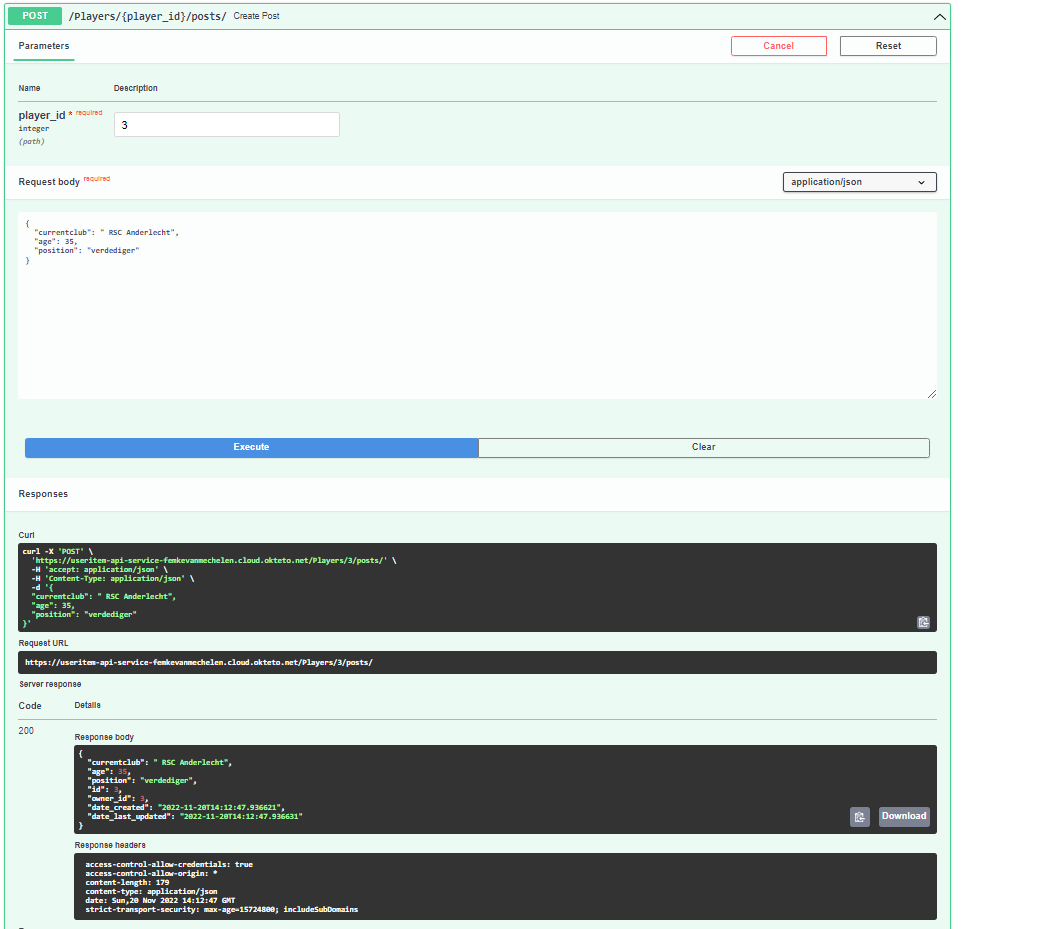 POST /Players/{player_id}/posts/ Create Post
Parameters
Cancel
Reset
Name Description
player_id * required
integer
(path)
3
Request body required
application/json
{
  "currentclub": " RSC Anderlecht",
  "age": 35,
  "position": "verdediger"
}
Execute
Clear
Responses
Curl
curl -X 'POST' \
  'https://useritem-api-service-femkevanmechelen.cloud.okteto.net/Players/3/posts/' \
  -H 'accept: application/json' \
  -H 'Content-Type: application/json' \
  -d '{
  "currentclub": " RSC Anderlecht",
  "age": 35,
  "position": "verdediger"
}'
Request URL
https://useritem-api-service-femkevanmechelen.cloud.okteto.net/Players/3/posts/
Server response
Code Details
200
Response body
{
  "currentclub": " RSC Anderlecht",
  "age": 35,
  "position": "verdediger",
  "id": 3,
  "owner_id": 3,
  "date_created": "2022-11-20T14:12:47.936621",
  "date_last_updated": "2022-11-20T14:12:47.936631"
}
Download
Response headers
access-control-allow-credentials: true
access-control-allow-origin: *
content-length: 179
content-type: application/json
date: Sun,20 Nov 2022 14:12:47 GMT
strict-transport-security: max-age=15724800; includeSubDomains